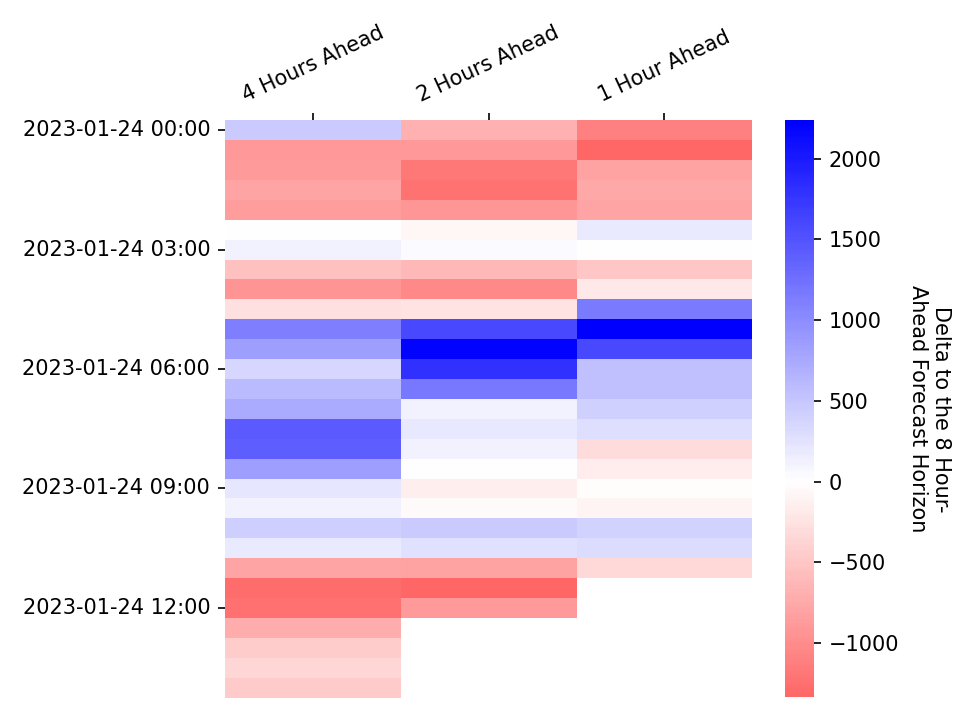 4 Hours Ahead
2 Hours Ahead
1 Hour Ahead
2023-01-24 00:00
2023-01-24 03:00
2023-01-24 06:00
2023-01-24 09:00
2023-01-24 12:00
2000
1500
1000
500
0
−500
−1000
Delta to the 8 Hour-
Ahead Forecast Horizon